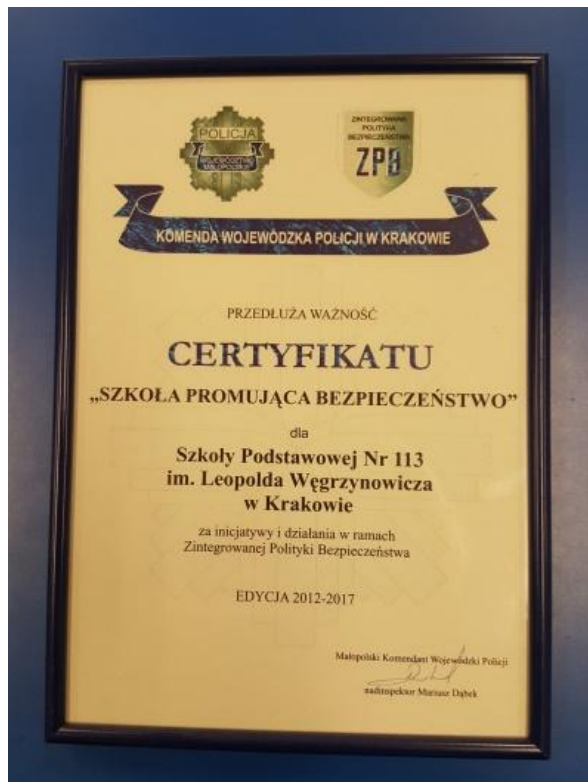 POLICJA
WOJEWÓDZTWO
MAŁOPOLSKIE
ZINTEGROWANA
POLITYKA
BEZPIECZEŃSTWA
ZPB
KOMENDA WOJEWÓDZKA POLICJI W KRAKOWIE
PRZEDŁUŻA WAŻNOŚĆ
CERTYFIKATU
„SZKOŁA PROMUJĄCA BEZPIECZEŃSTWO”
dla
Szkoły Podstawowej Nr 113
im. Leopolda Węgrzynowicza
w Krakowie
za inicjatywy i działania w ramach
Zintegrowanej Polityki Bezpieczeństwa
EDYCJA 2012-2017
Małopolski Komendant Wojewódzki Policji
nadinspektor Mariusz Dąbek